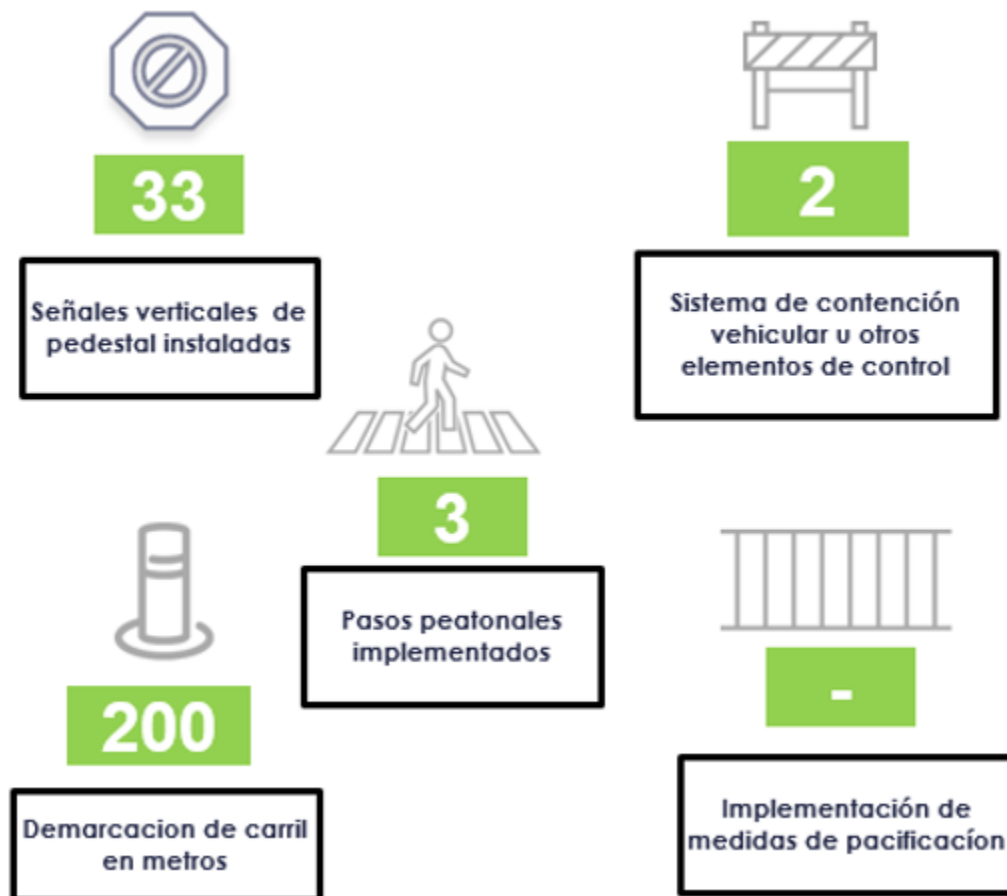 33
Señales verticales de
pedestal instaladas
2
Sistema de contención
vehicular u otros
elementos de control
3
Pasos peatonales
implementados
200
Demarcacion de carril
en metros
-
Implementación de
medidas de pacificacíon